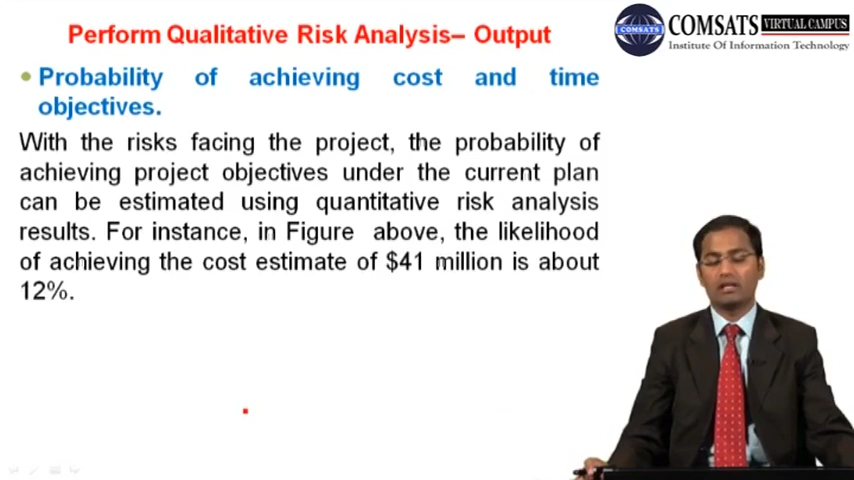 Perform Qualitative Risk Analysis– Output
COMSATS VIRTUAL CAMPUS
Institute Of Information Technology
COMSATS
• Probability of achieving cost and time
objectives.
With the risks facing the project, the probability of
achieving project objectives under the current plan
can be estimated using quantitative risk analysis
results. For instance, in Figure above, the likelihood
of achieving the cost estimate of $41 million is about
12%.